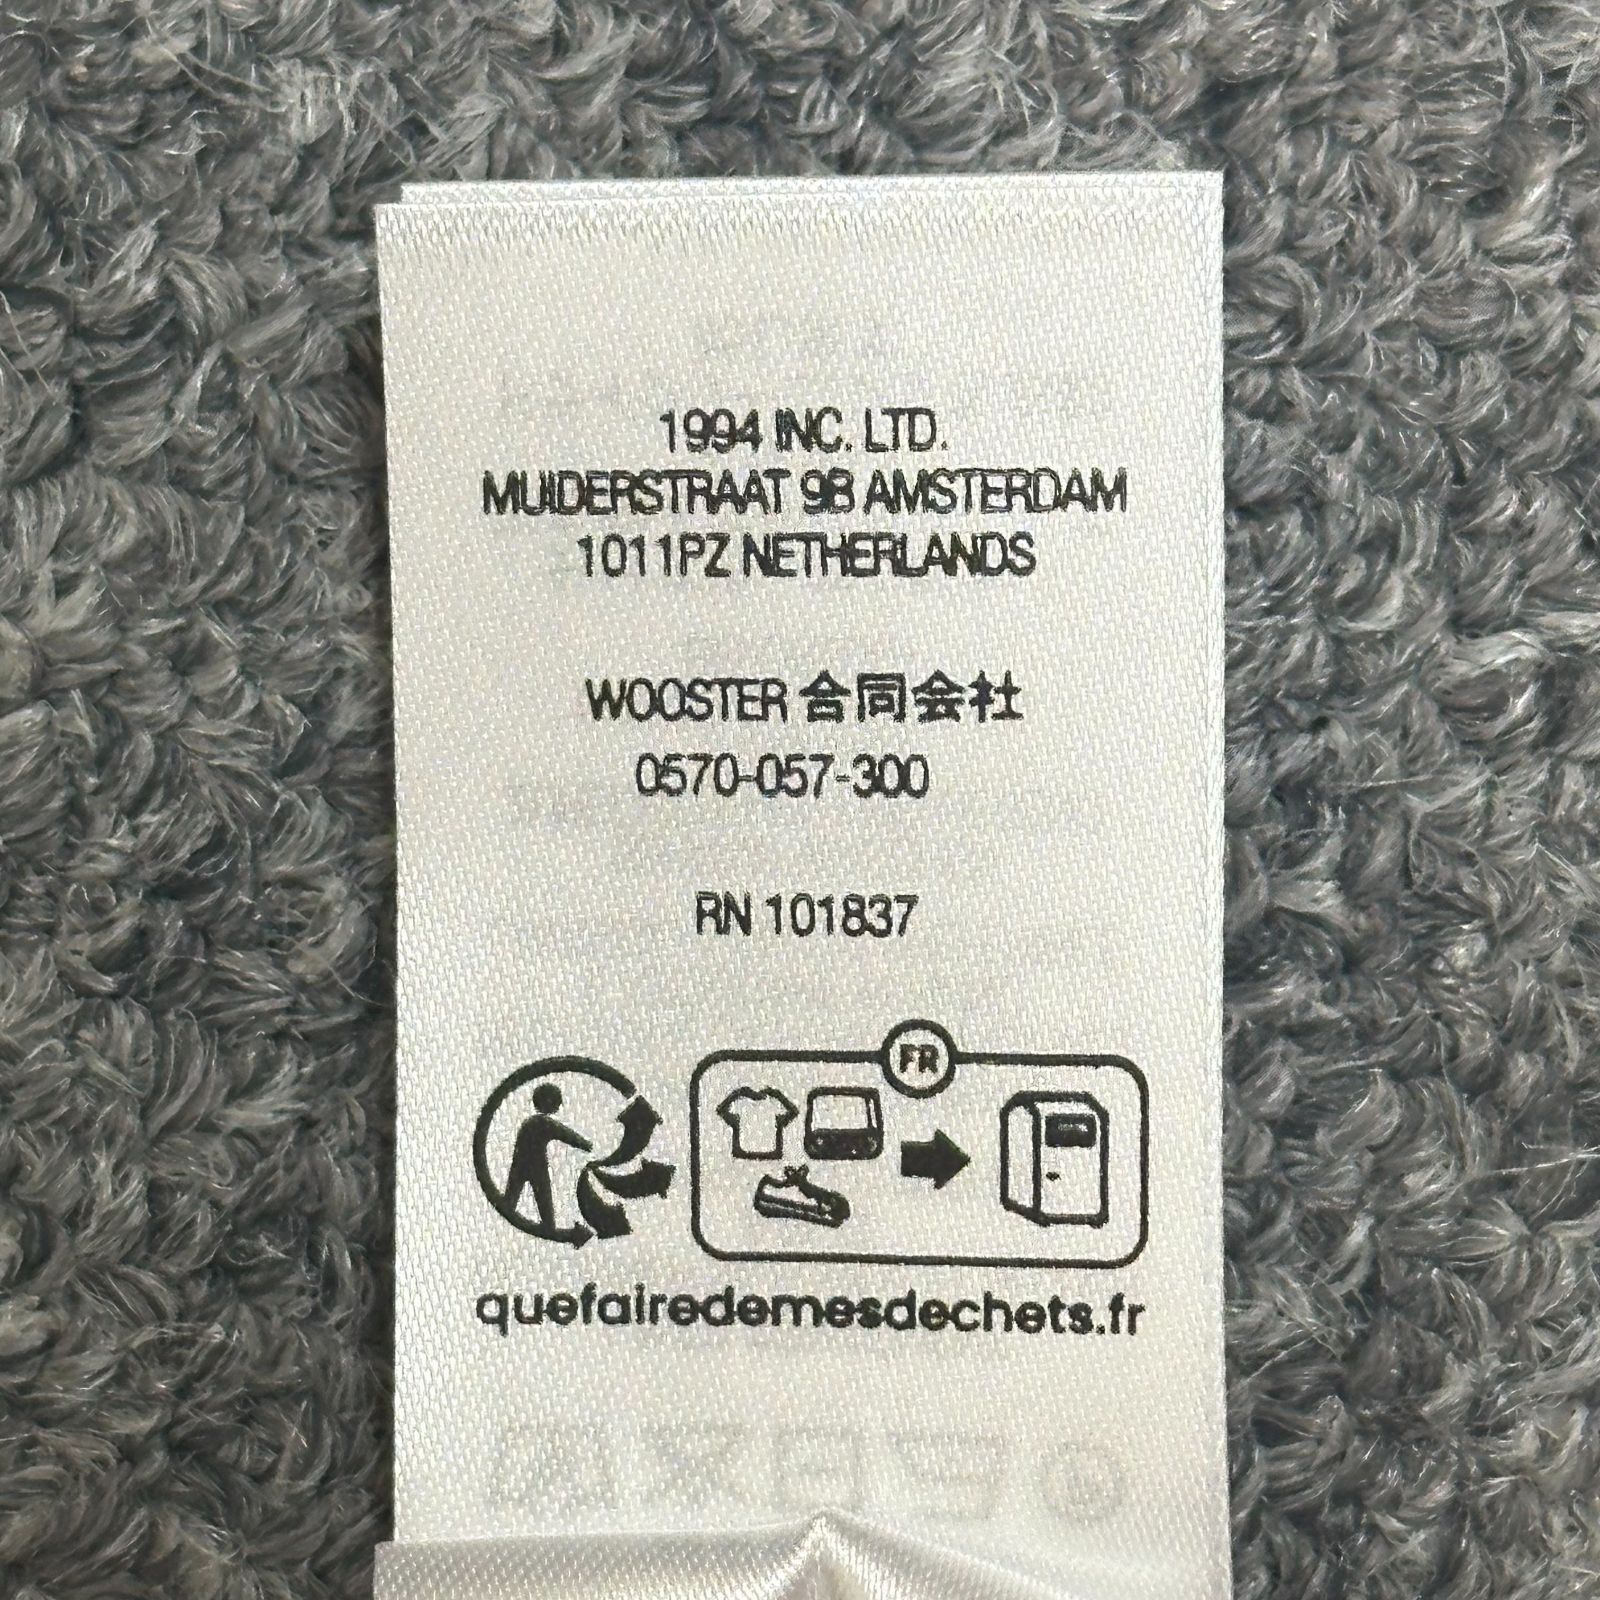 1994 INC. LTD.
MUIDERSTRAAT 9B AMSTERDAM
1011PZ NETHERLANDS
WOOSTER 合同会社
0570-057-300
RN 101837
FR
quefairedemesdechets.fr